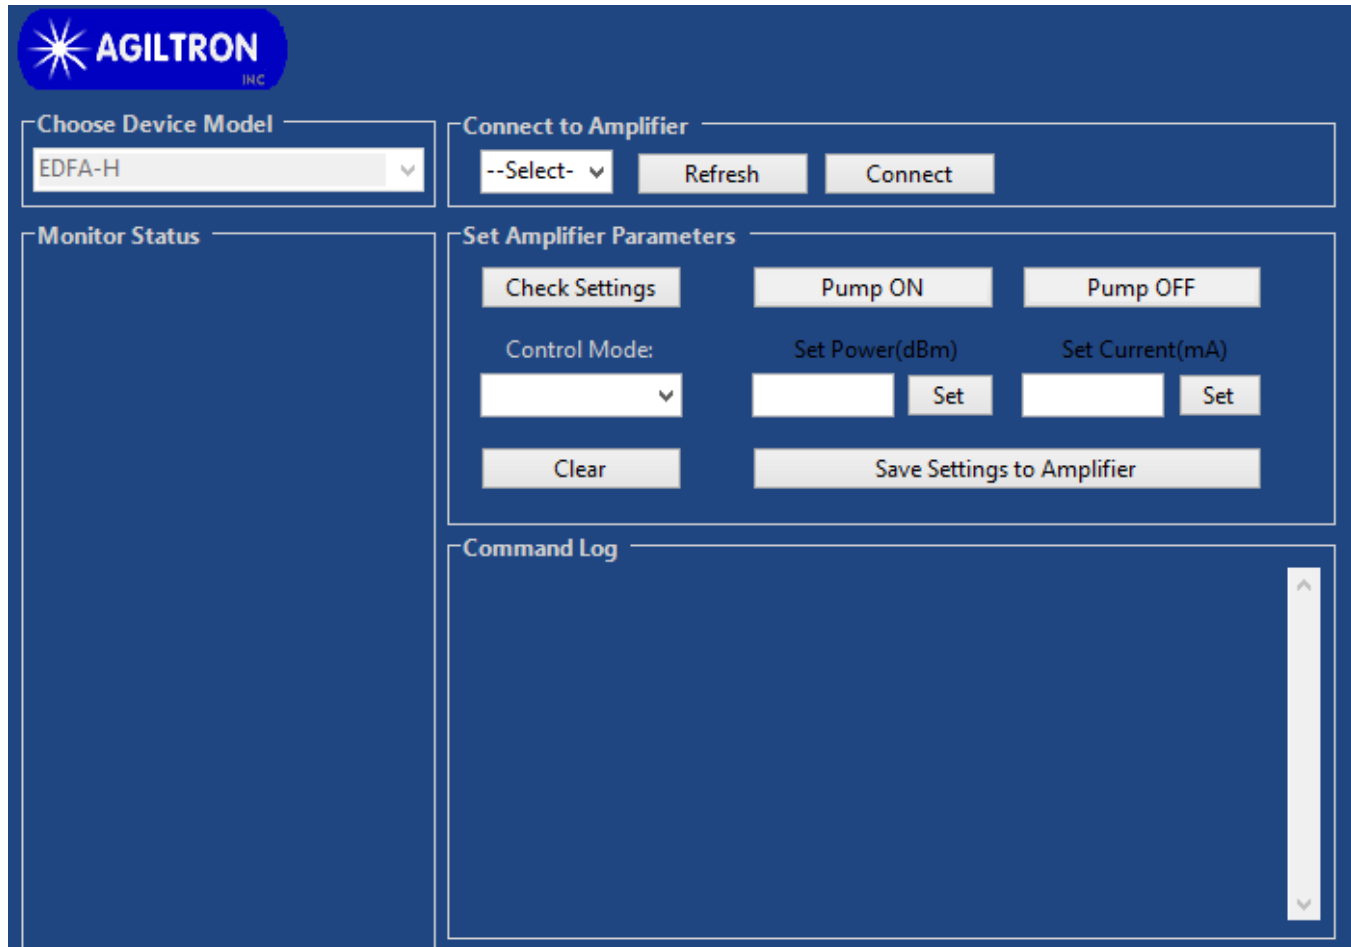 AGILTRON
INC
Choose Device Model
EDFA-H
Connect to Amplifier
--Select-
Refresh
Connect
Monitor Status
Set Amplifier Parameters
Check Settings
Pump ON
Pump OFF
Control Mode:
Set Power(dBm)
Set Current(mA)
Set
Set
Clear
Save Settings to Amplifier
Command Log